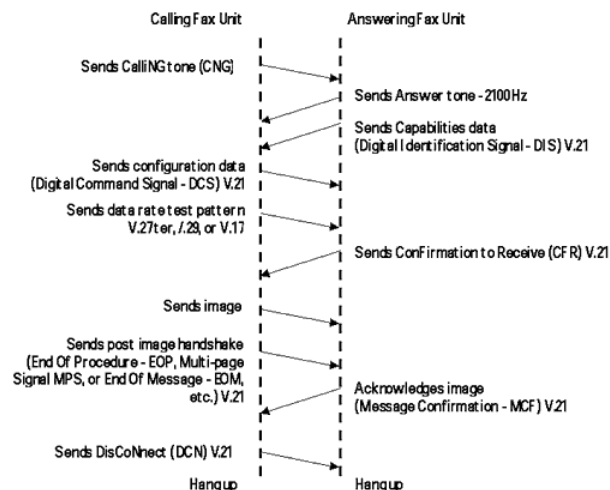 Calling Fax Unit
Answering Fax Unit
Sends CalliNG tone (CNG)
Sends Answer tone - 2100Hz
Sends Capabilities data
(Digital Identification Signal - DIS) V.21
Sends configuration data
(Digital Command Signal - DCS) V.21
Sends data rate test pattern
V.27ter, /.29, or V.17
Sends ConFirmation to Receive (CFR) V.21
Sends image
Sends post image handshake
(End Of Procedure - EOP, Multi-page
Signal MPS, or End Of Message - EOM,
etc.) V.21
Acknowledges image
(Message Confirmation - MCF) V.21
Sends DisCoNnect (DCN) V.21
Hang up
Hang up